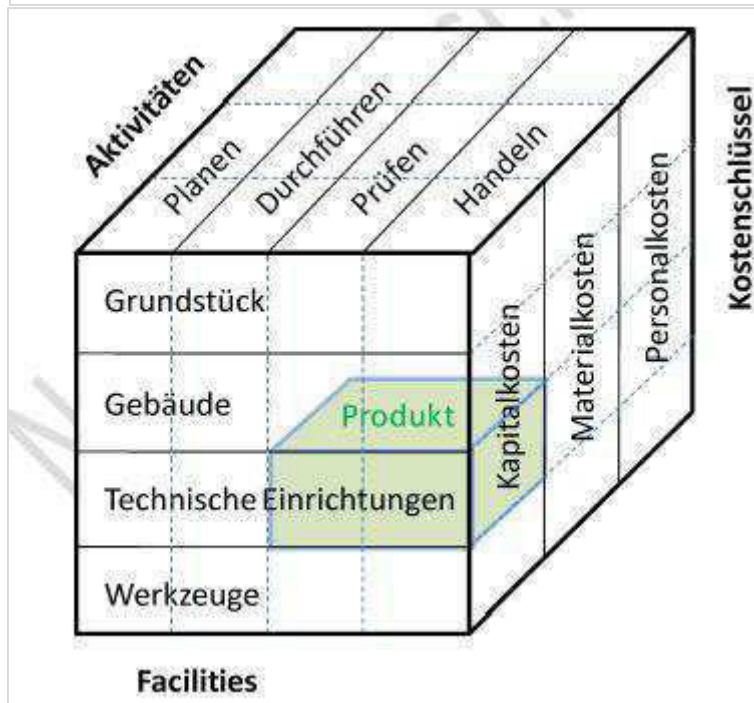 Aktivitäten
Planen
Durchführen
Prüfen
Handeln
Kostenschlüssel
Grundstück
Gebäude
Technische Einrichtungen
Werkzeuge
Produkt
Kapitalkosten
Materialkosten
Personalkosten
Facilities